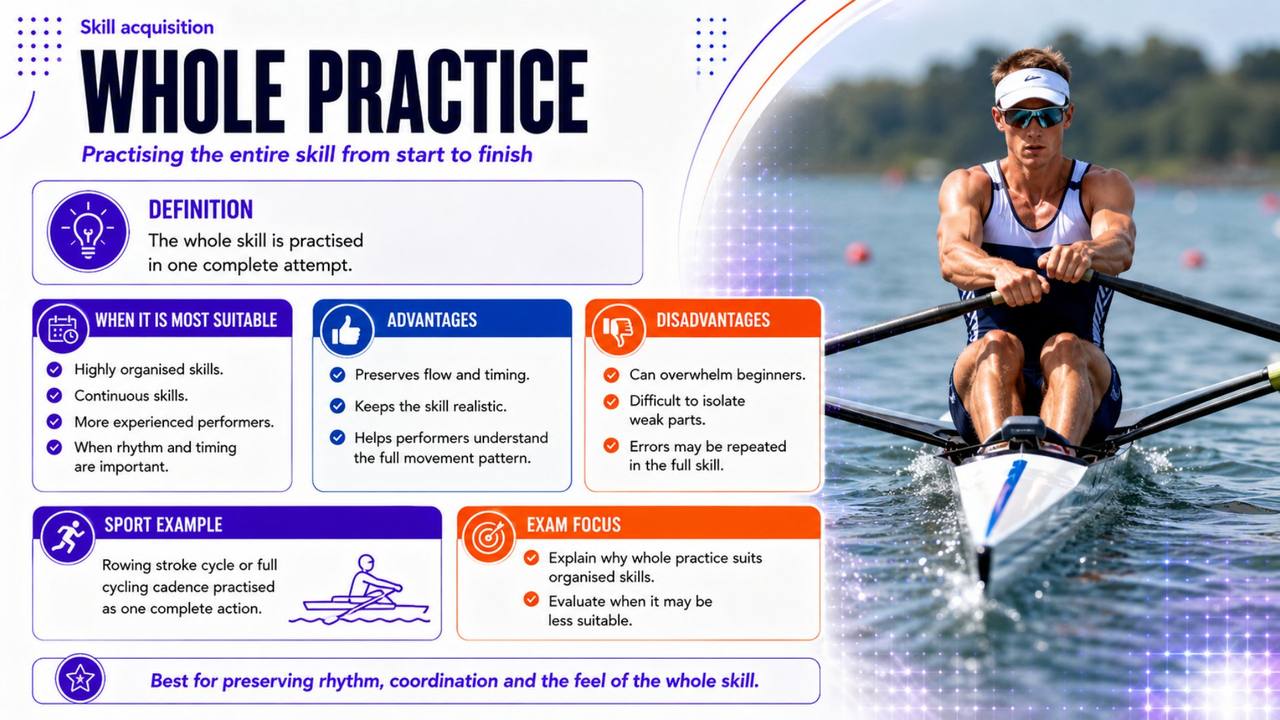 Skill acquisition
WHOLE PRACTICE
Practising the entire skill from start to finish
DEFINITION
The whole skill is practised
in one complete attempt.
WHEN IT IS MOST SUITABLE
Highly organised skills.
Continuous skills.
More experienced performers.
When rhythm and timing
are important.
ADVANTAGES
Preserves flow and timing.
Keeps the skill realistic.
Helps performers understand
the full movement pattern.
DISADVANTAGES
Can overwhelm beginners.
Difficult to isolate
weak parts.
Errors may be repeated
in the full skill.
SPORT EXAMPLE
Rowing stroke cycle or full
cycling cadence practised
as one complete action.
EXAM FOCUS
Explain why whole practice suits
organised skills.
Evaluate when it may be
less suitable.
Best for preserving rhythm, coordination and the feel of the whole skill.